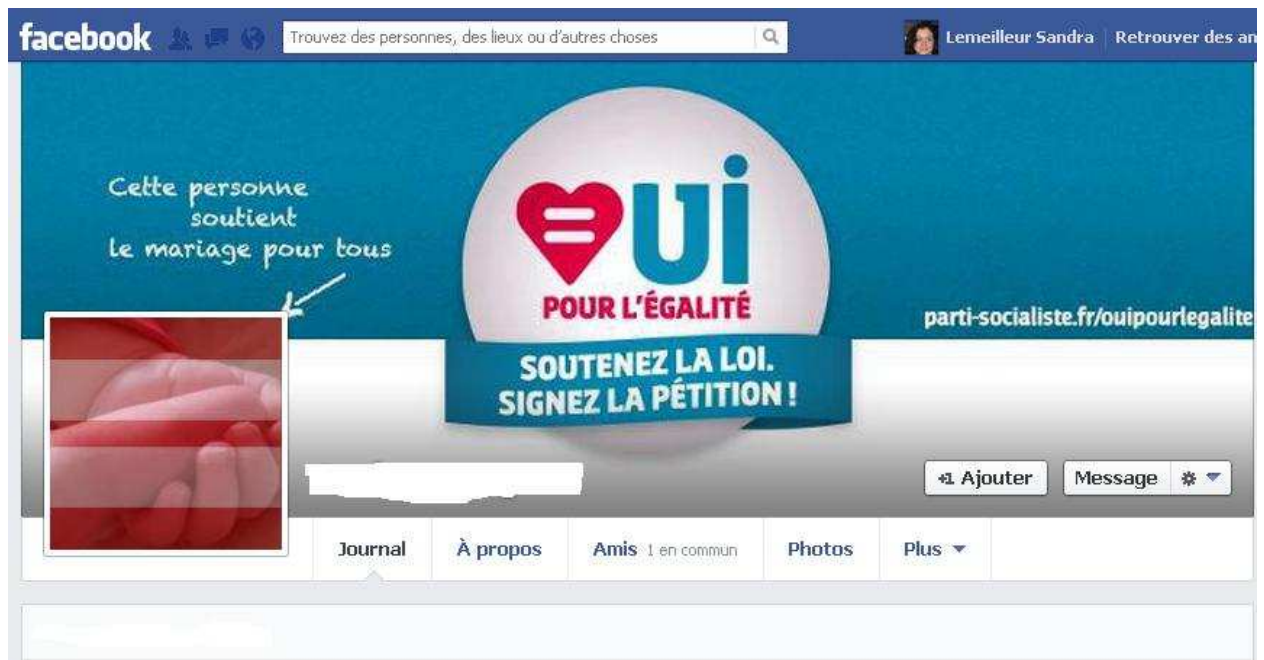 facebook
Trouvez des personnes, des lieux ou d'autres choses
Lemeilleur Sandra
Retrouver des an
Cette personne
soutient
le mariage pour tous
OUI
POUR L'ÉGALITÉ
SOUTENEZ LA LOI.
SIGNEZ LA PÉTITION !
parti-socialiste.fr/ouipourlegalite
+1 Ajouter
Message
Journal
À propos
Amis 1 en commun
Photos
Plus